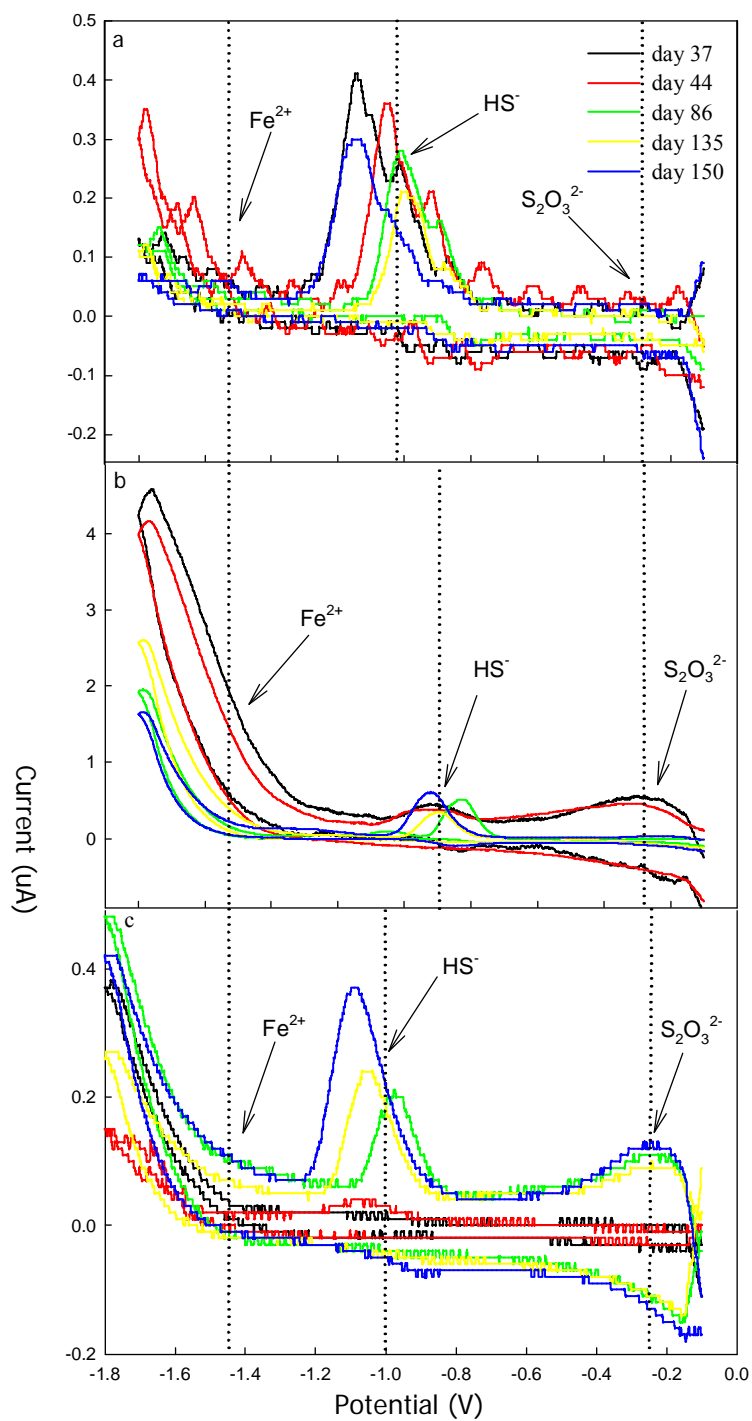 a
day 37
day 44
day 86
day 135
day 150
Fe²⁺
HS⁻
S₂O₃²⁻
0.5
0.4
0.3
0.2
0.1
0.0
-0.1
-0.2
b
Fe²⁺
HS⁻
S₂O₃²⁻
4
2
0
Current (uA)
c
Fe²⁺
HS⁻
S₂O₃²⁻
0.4
0.2
0.0
-0.2
-1.8 -1.6 -1.4 -1.2 -1.0 -0.8 -0.6 -0.4 -0.2 0.0
Potential (V)